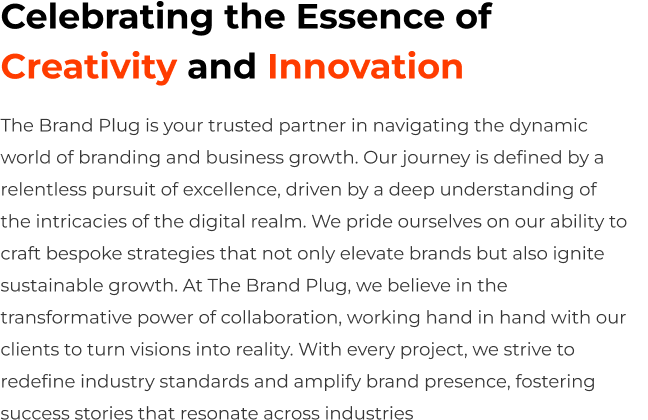 Celebrating the Essence of
Creativity and Innovation
The Brand Plug is your trusted partner in navigating the dynamic
world of branding and business growth. Our journey is defined by a
relentless pursuit of excellence, driven by a deep understanding of
the intricacies of the digital realm. We pride ourselves on our ability to
craft bespoke strategies that not only elevate brands but also ignite
sustainable growth. At The Brand Plug, we believe in the
transformative power of collaboration, working hand in hand with our
clients to turn visions into reality. With every project, we strive to
redefine industry standards and amplify brand presence, fostering
success stories that resonate across industries